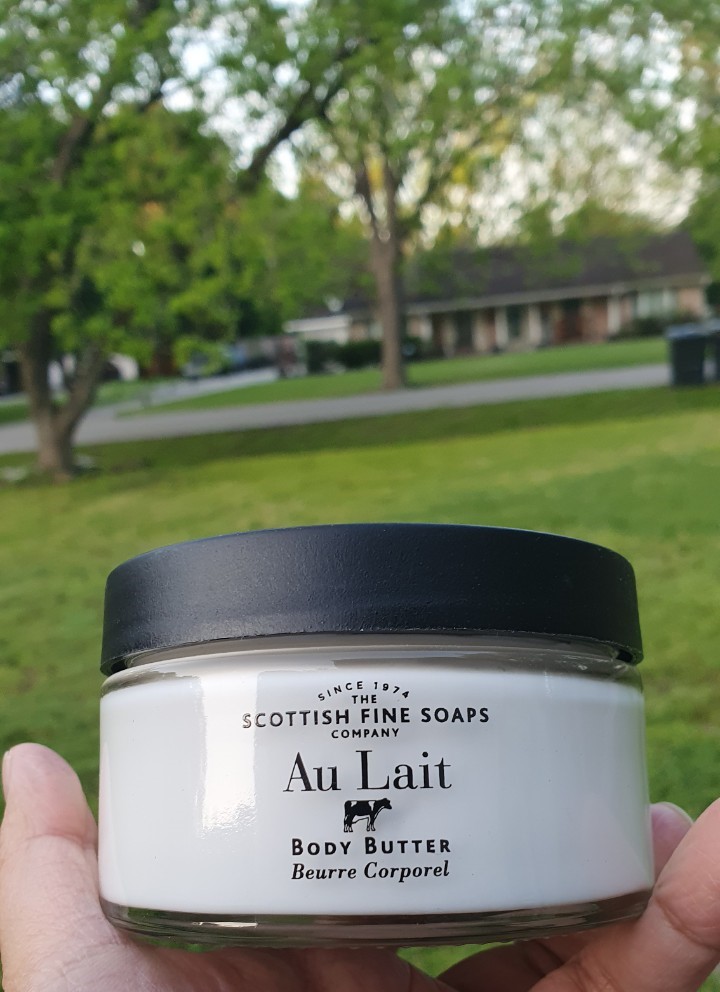 SINCE 1974
THE
SCOTTISH FINE SOAPS
COMPANY
Au Lait
BODY BUTTER
Beurre Corporel